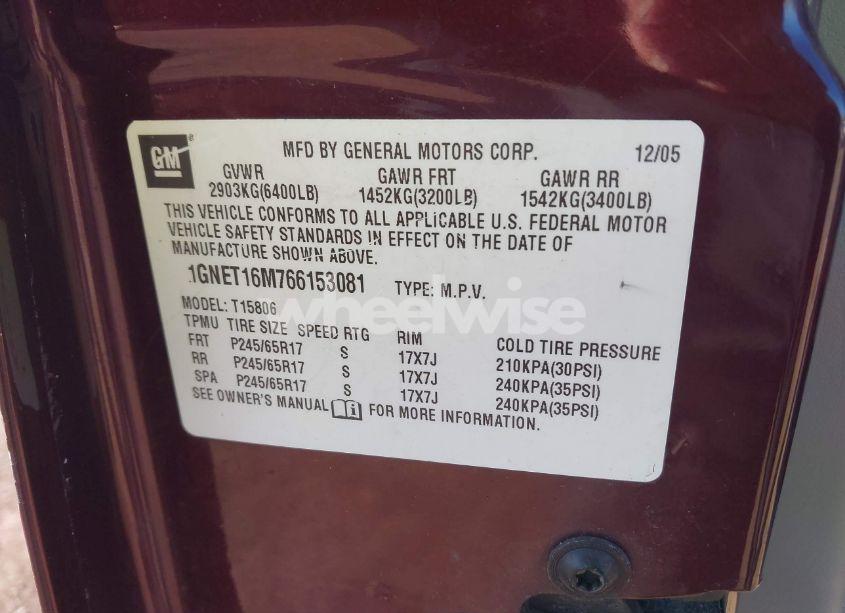 GM®
MFD BY GENERAL MOTORS CORP. 12/05
GVWR GAWR FRT GAWR RR
2903KG(6400LB) 1452KG(3200LB) 1542KG(3400LB)
THIS VEHICLE CONFORMS TO ALL APPLICABLE U.S. FEDERAL MOTOR
VEHICLE SAFETY STANDARDS IN EFFECT ON THE DATE OF
MANUFACTURE SHOWN ABOVE.
1GNET16M766153081 TYPE: M.P.V.
MODEL: T15806
wheelwise
TPMU TIRE SIZE SPEED RTG RIM COLD TIRE PRESSURE
FRT P245/65R17 S 17X7J 210KPA(30PSI)
RR P245/65R17 S 17X7J 240KPA(35PSI)
SPA P245/65R17 S 17X7J 240KPA(35PSI)
SEE OWNER'S MANUAL FOR MORE INFORMATION.